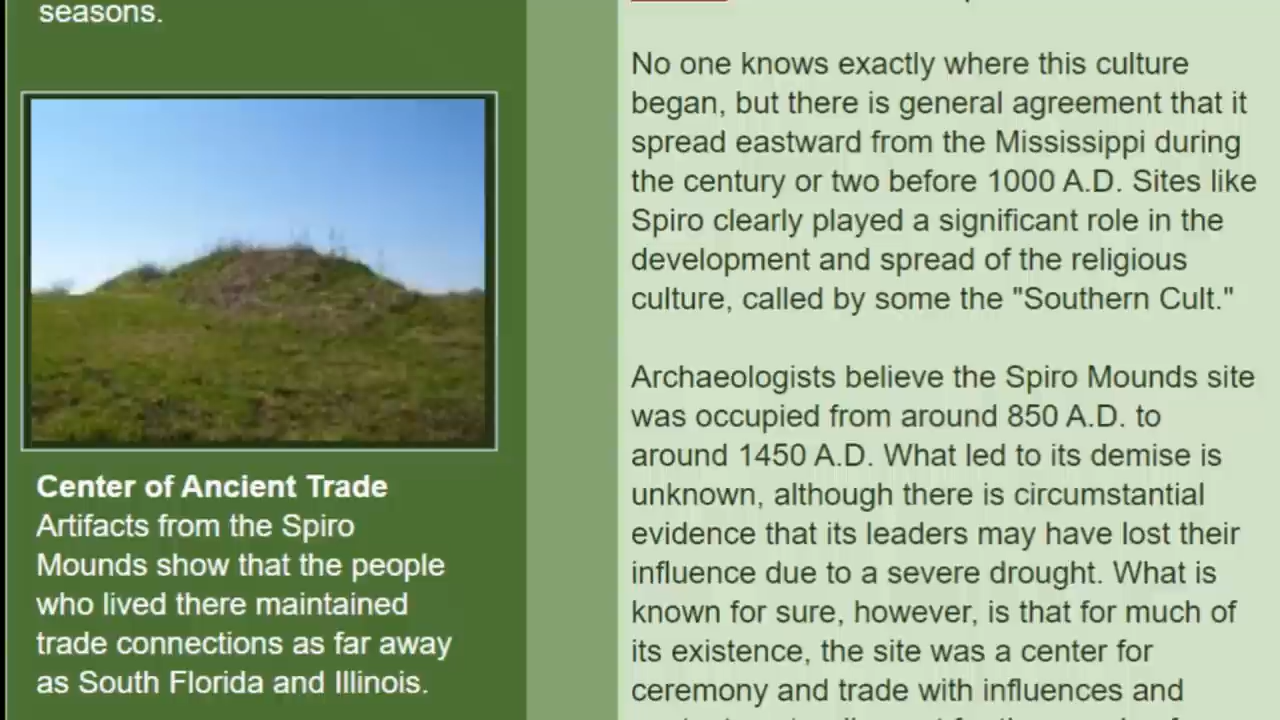 seasons.
Center of Ancient Trade
Artifacts from the Spiro
Mounds show that the people
who lived there maintained
trade connections as far away
as South Florida and Illinois.
No one knows exactly where this culture
began, but there is general agreement that it
spread eastward from the Mississippi during
the century or two before 1000 A.D. Sites like
Spiro clearly played a significant role in the
development and spread of the religious
culture, called by some the "Southern Cult."
Archaeologists believe the Spiro Mounds site
was occupied from around 850 A.D. to
around 1450 A.D. What led to its demise is
unknown, although there is circumstantial
evidence that its leaders may have lost their
influence due to a severe drought. What is
known for sure, however, is that for much of
its existence, the site was a center for
ceremony and trade with influences and